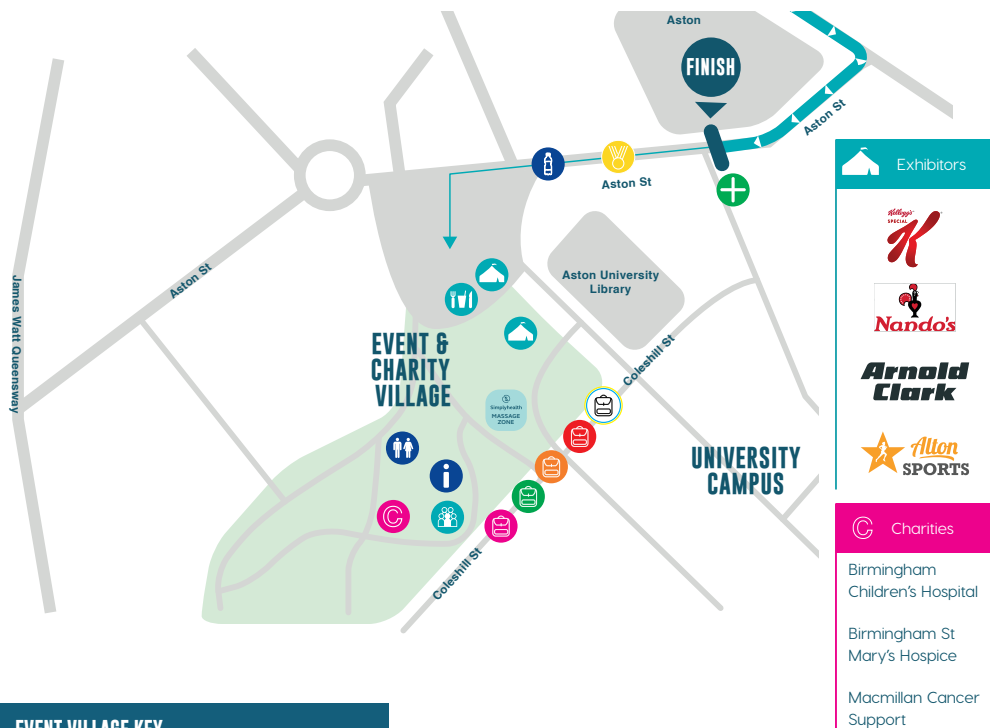 Aston
FINISH
Aston St
Aston St
Exhibitors
Kellogg's
SPECIAL
K
Nando's
Arnold
Clark
Alton
SPORTS
Aston University
Library
Aston St
James Watt Queensway
EVENT &
CHARITY
VILLAGE
Simplyhealth
MASSAGE
ZONE
Coleshill St
UNIVERSITY
CAMPUS
i
C
Coleshill St
C Charities
Birmingham
Children's Hospital
Birmingham St
Mary's Hospice
Macmillan Cancer
Support
EVENT VILLAGE KEY